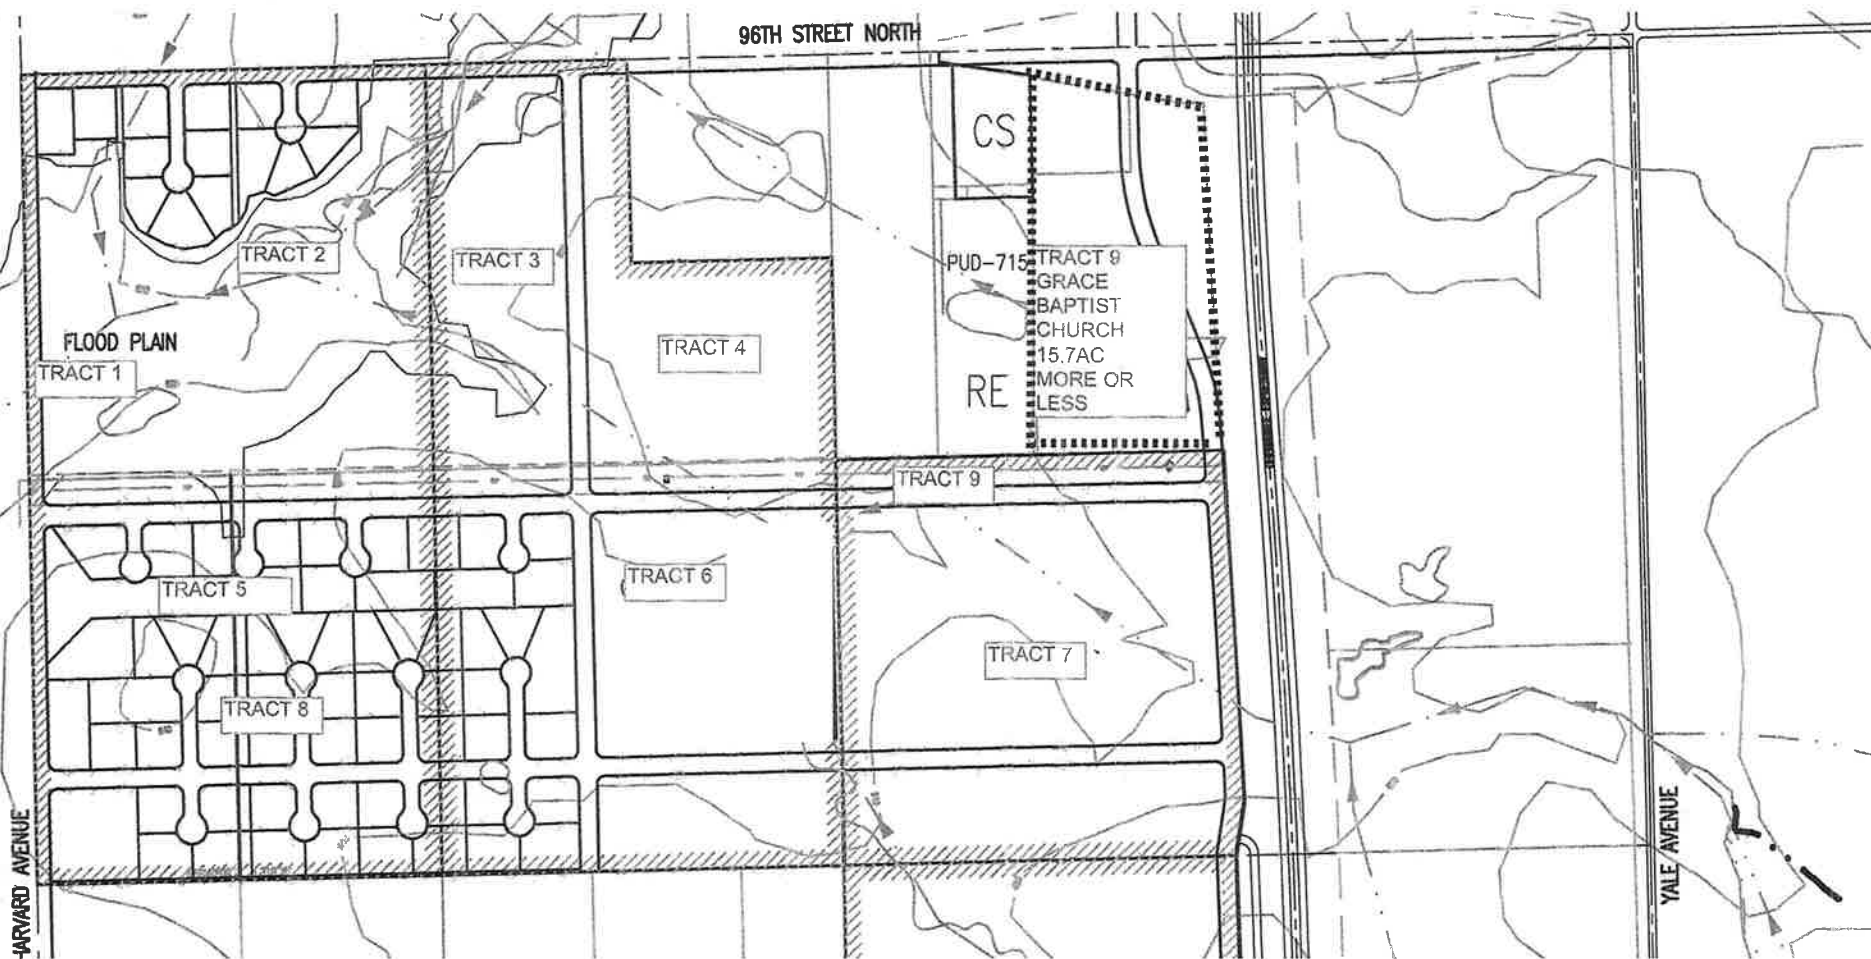 96TH STREET NORTH
CS
TRACT 2
TRACT 3
PUD-715
TRACT 9
GRACE
BAPTIST
CHURCH
15.7AC
MORE OR
LESS
FLOOD PLAIN
TRACT 4
TRACT 1
RE
TRACT 9
TRACT 5
TRACT 6
TRACT 7
TRACT 8
HARVARD AVENUE
YALE AVENUE